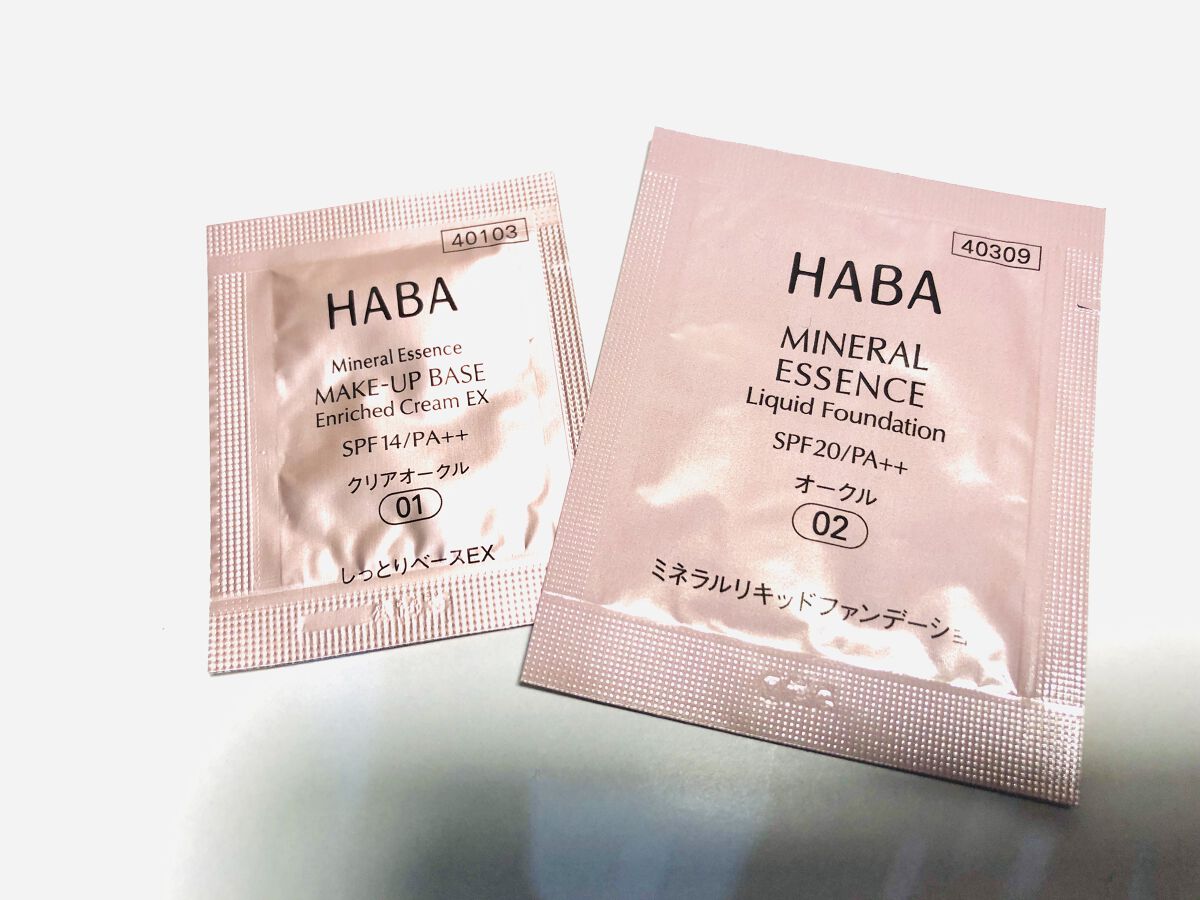 40103
HABA
Mineral Essence
MAKE-UP BASE
Enriched Cream EX
SPF14/PA++
クリアオークル
01
しっとりベースEX
40309
HABA
MINERAL
ESSENCE
Liquid Foundation
SPF20/PA++
オークル
02
ミネラルリキッドファンデーショ